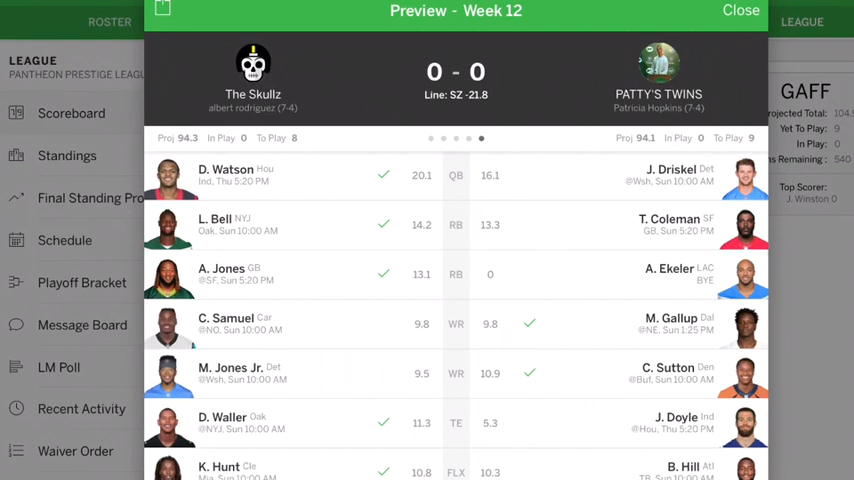 ROSTER
Preview - Week 12
Close
LEAGUE
LEAGUE
PANTHEON PRESTIGE LEAGU
Scoreboard
Standings
Final Standing Pro
Schedule
Playoff Bracket
Message Board
LM Poll
Recent Activity
Waiver Order
The Skullz
albert rodriguez (7-4)
0 - 0
Line: SZ -21.8
PATTY'S TWINS
Patricia Hopkins (7-4)
Proj 94.3 In Play 0 To Play 8
Proj 94.1 In Play 0 To Play 9
D. Watson Hou
Ind, Thu 5:20 PM
20.1 QB 16.1
J. Driskel Det
@Wsh, Sun 10:00 AM
L. Bell NYJ
Oak, Sun 10:00 AM
14.2 RB 13.3
T. Coleman SF
GB, Sun 5:20 PM
A. Jones GB
@SF, Sun 5:20 PM
13.1 RB 0
A. Ekeler LAC
BYE
C. Samuel Car
@NO, Sun 10:00 AM
9.8 WR 9.8
M. Gallup Dal
@NE, Sun 1:25 PM
M. Jones Jr. Det
@Wsh, Sun 10:00 AM
9.5 WR 10.9
C. Sutton Den
@Buf, Sun 10:00 AM
D. Waller Oak
@NYJ, Sun 10:00 AM
11.3 TE 5.3
J. Doyle Ind
@Hou, Thu 5:20 PM
K. Hunt Cle
Mia, Sun 10:00 AM
10.8 FLX 10.3
B. Hill Atl
TB, Sun 10:00 AM
GAFF
rojected Total: 104.
Yet To Play: 9
In Play: 0
ns Remaining : 540
Top Scorer:
J. Winston 0